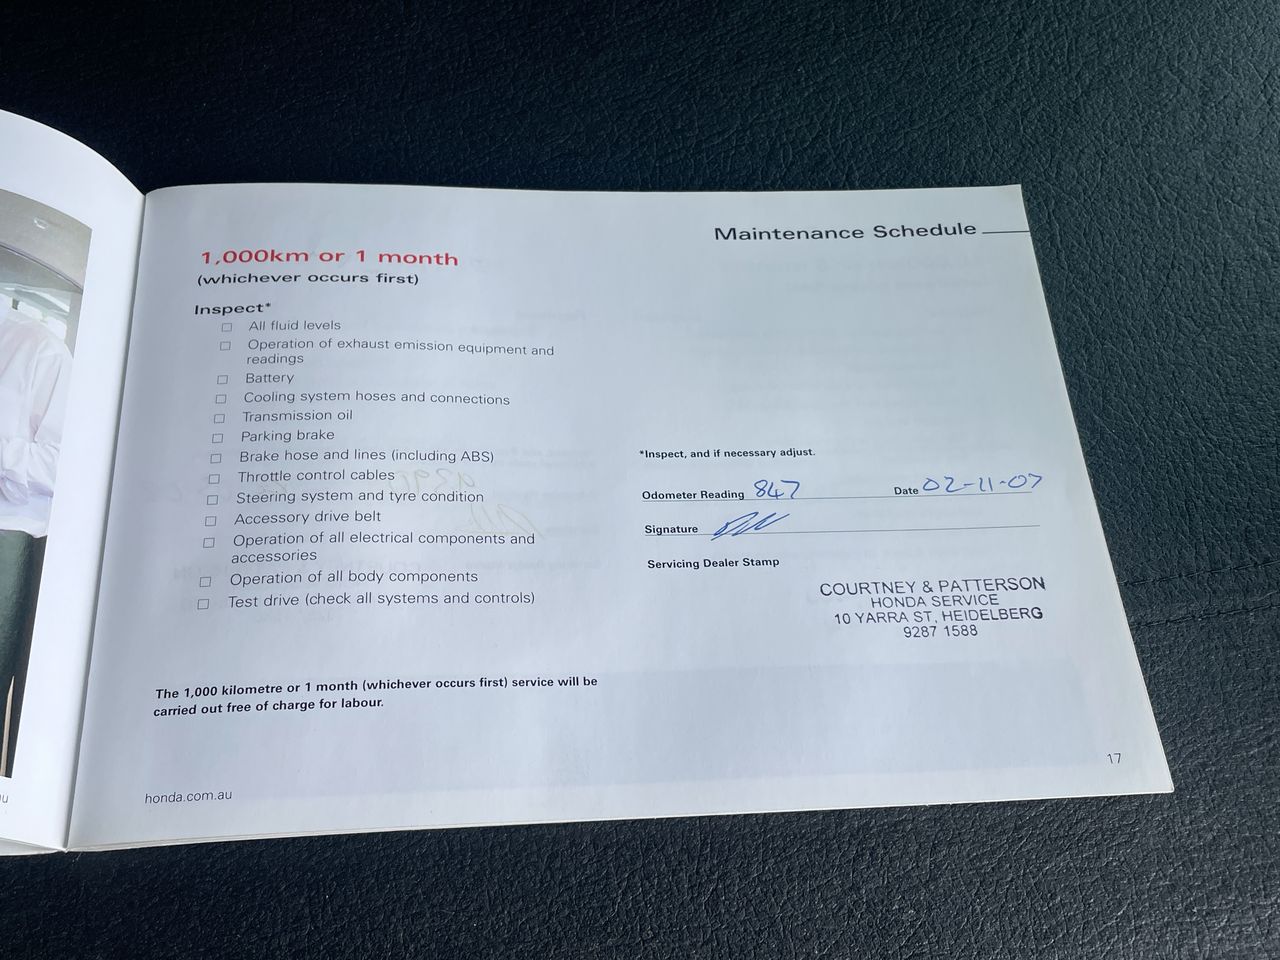 Maintenance Schedule
1,000km or 1 month
(whichever occurs first)
Inspect*
□ All fluid levels
□ Operation of exhaust emission equipment and
readings
□ Battery
□ Cooling system hoses and connections
□ Transmission oil
□ Parking brake
□ Brake hose and lines (including ABS)
□ Throttle control cables
□ Steering system and tyre condition
□ Accessory drive belt
□ Operation of all electrical components and
accessories
□ Operation of all body components
□ Test drive (check all systems and controls)
The 1,000 kilometre or 1 month (whichever occurs first) service will be
carried out free of charge for labour.
*Inspect, and if necessary adjust.
Odometer Reading 847 Date 02-11-07
Signature
Servicing Dealer Stamp
COURTNEY & PATTERSON
HONDA SERVICE
10 YARRA ST, HEIDELBERG
9287 1588
honda.com.au
17